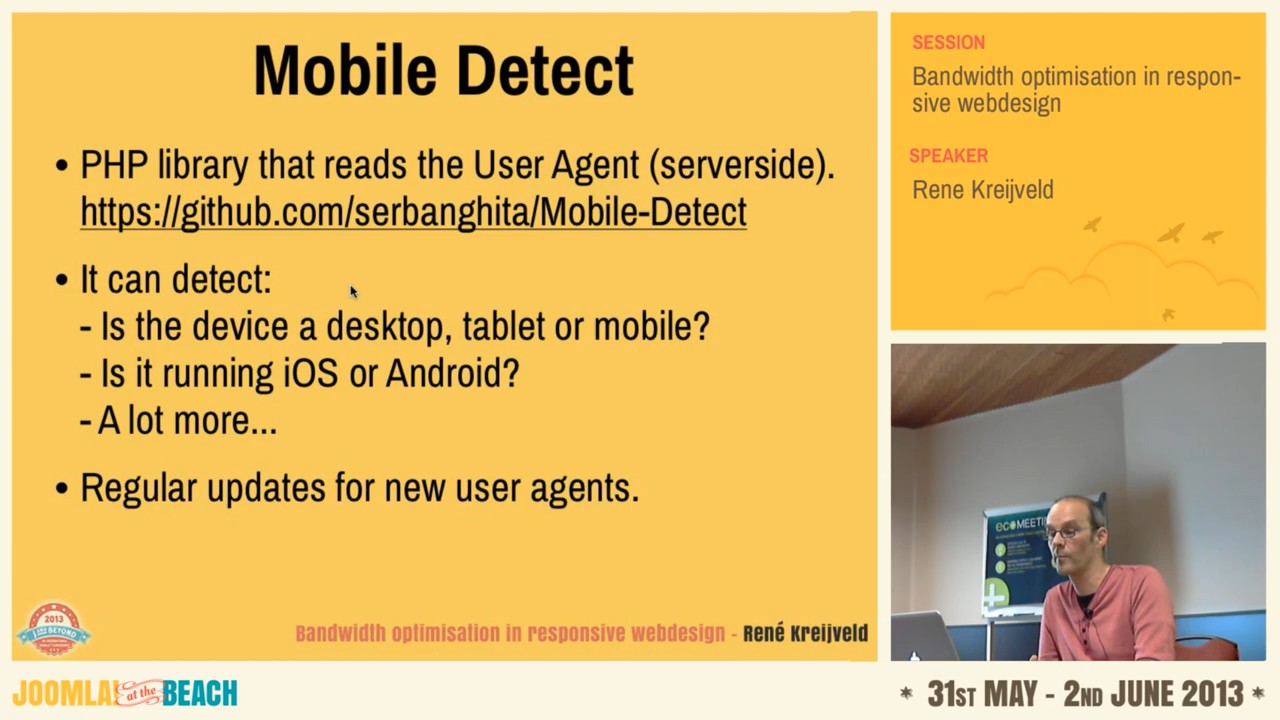 Mobile Detect
• PHP library that reads the User Agent (serverside).
https://github.com/serbanghita/Mobile-Detect
• It can detect:
- Is the device a desktop, tablet or mobile?
- Is it running iOS or Android?
- A lot more...
• Regular updates for new user agents.
2013
BEYOND
Bandwidth optimisation in responsive webdesign - René Kreijveld
SESSION
Bandwidth optimisation in respon-
sive webdesign
SPEAKER
Rene Kreijveld
JOOMLA! at the BEACH
* 31ST MAY - 2ND JUNE 2013 *